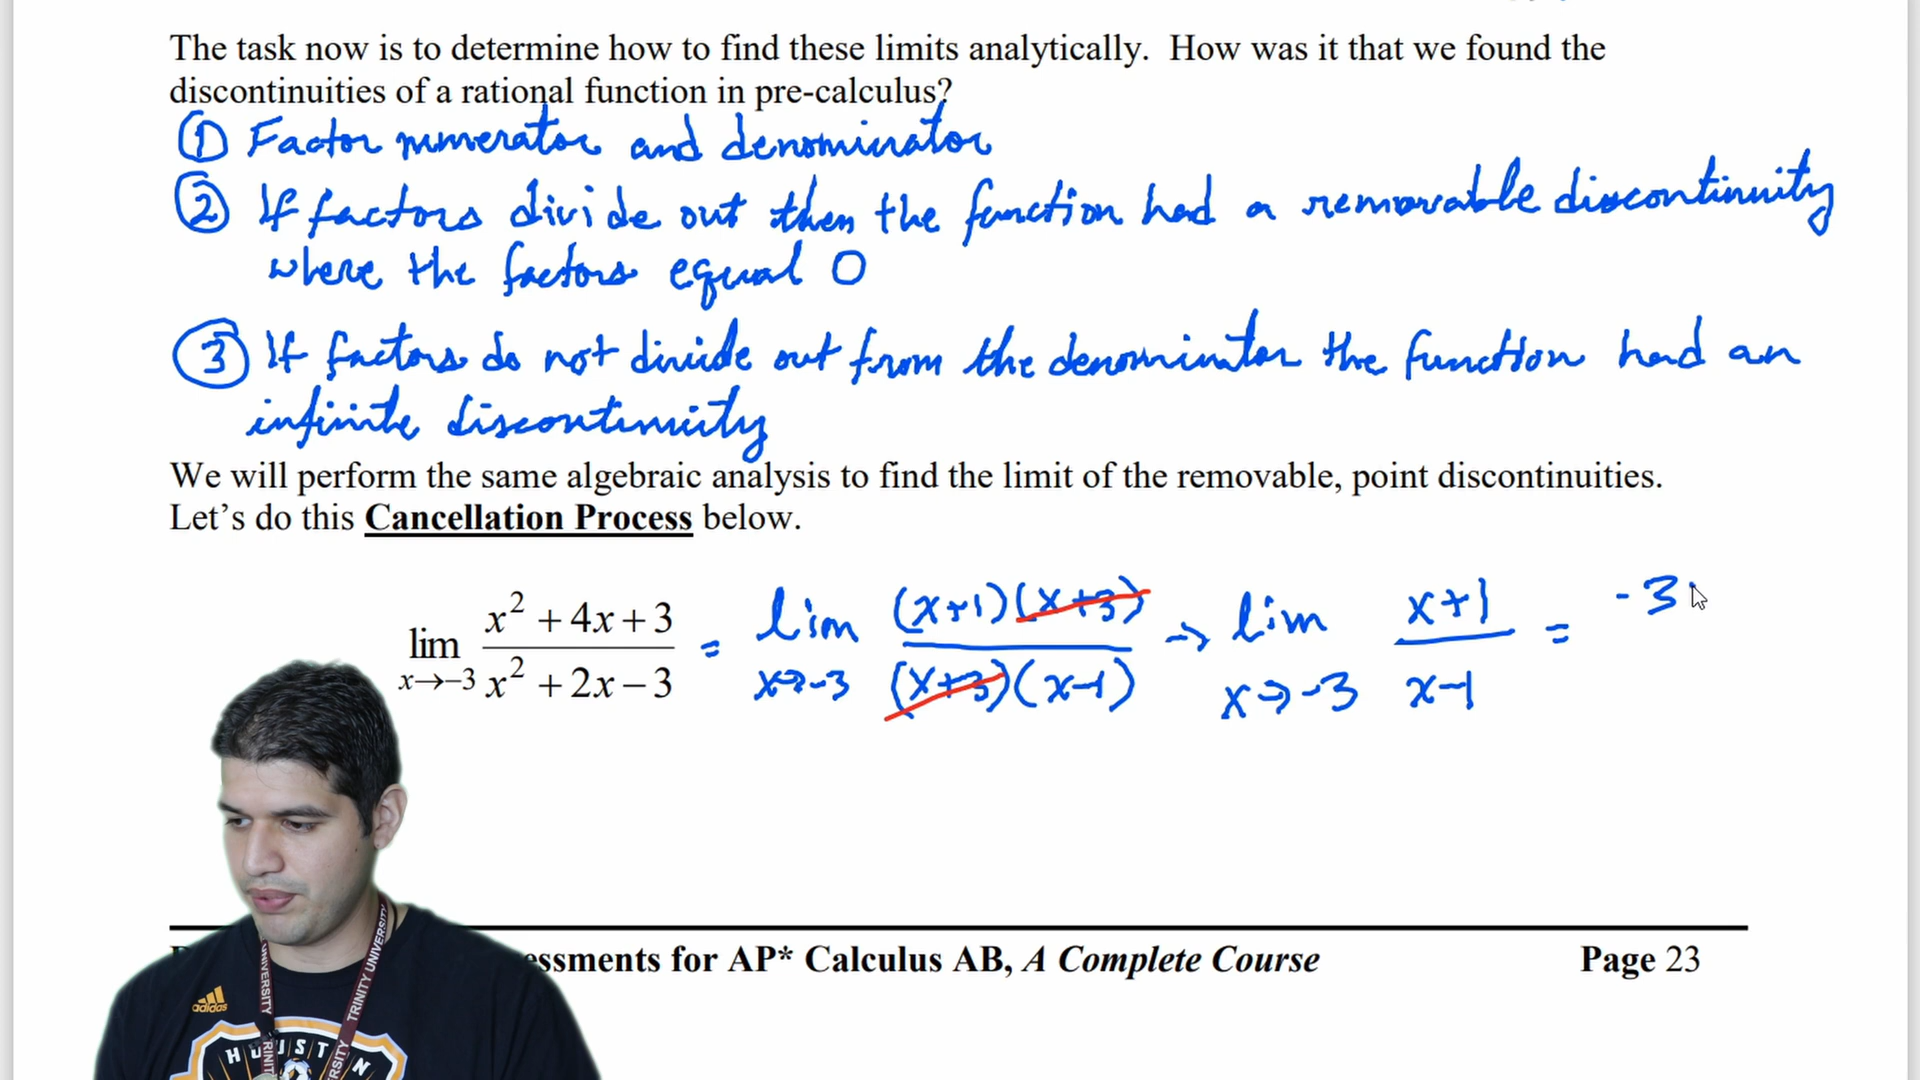 The task now is to determine how to find these limits analytically. How was it that we found the
discontinuities of a rational function in pre-calculus?
① Factor numerator and denominator
② If factors divide out then the function had a removable discontinuity
where the factors equal 0
③ If factors do not divide out from the denominator the function had an
infinite discontinuity
We will perform the same algebraic analysis to find the limit of the removable, point discontinuities.
Let's do this Cancellation Process below.
lim x→-3 (x² + 4x + 3)/(x² + 2x – 3) = lim x→-3 ((x+1)(x+3))/((x+3)(x-1)) → lim x→-3 (x+1)/(x-1) = -3
ssments for AP* Calculus AB, A Complete Course Page 23
adidas
UNIVERSITY
TRINITY UNIVERSITY